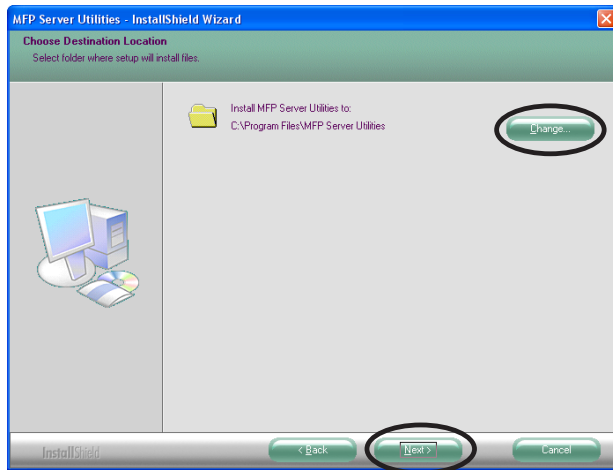 MFP Server Utilities - InstallShield Wizard
Choose Destination Location
Select folder where setup will install files.
Install MFP Server Utilities to:
C:\Program Files\MFP Server Utilities
Change...
InstallShield
< Back
Next >
Cancel